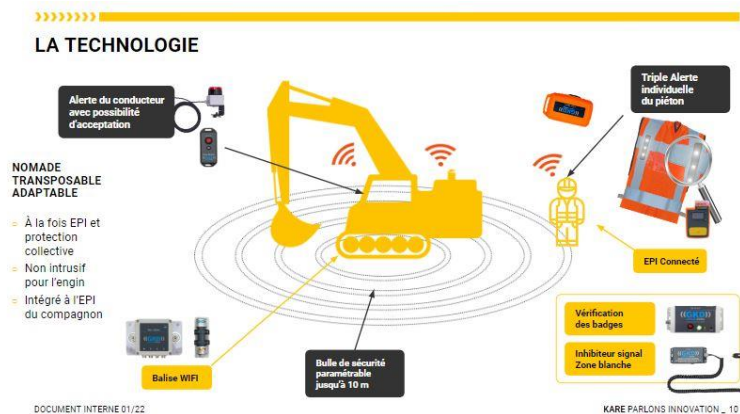 LA TECHNOLOGIE
Alerte du conducteur
avec possibilité
d'acceptation
Triple Alerte
individuelle
du piéton
NOMADE
TRANSPOSABLE
ADAPTABLE
À la fois EPI et
protection
collective
Non intrusif
pour l'engin
Intégré à l'EPI
du compagnon
EPI Connecté
Vérification
des badges
Inhibiteur signal
Zone blanche
Bulle de sécurité
paramétrable
jusqu'à 10 m
Balise WIFI
DOCUMENT INTERNE 01/22
KARE PARLONS INNOVATION _ 10